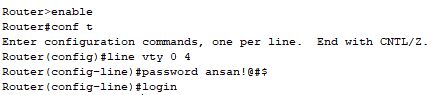 Router>enable
Router#conf t
Enter configuration commands, one per line.  End with CNTL/Z.
Router(config)#line vty 0 4
Router(config-line)#password ansan!@#$
Router(config-line)#login